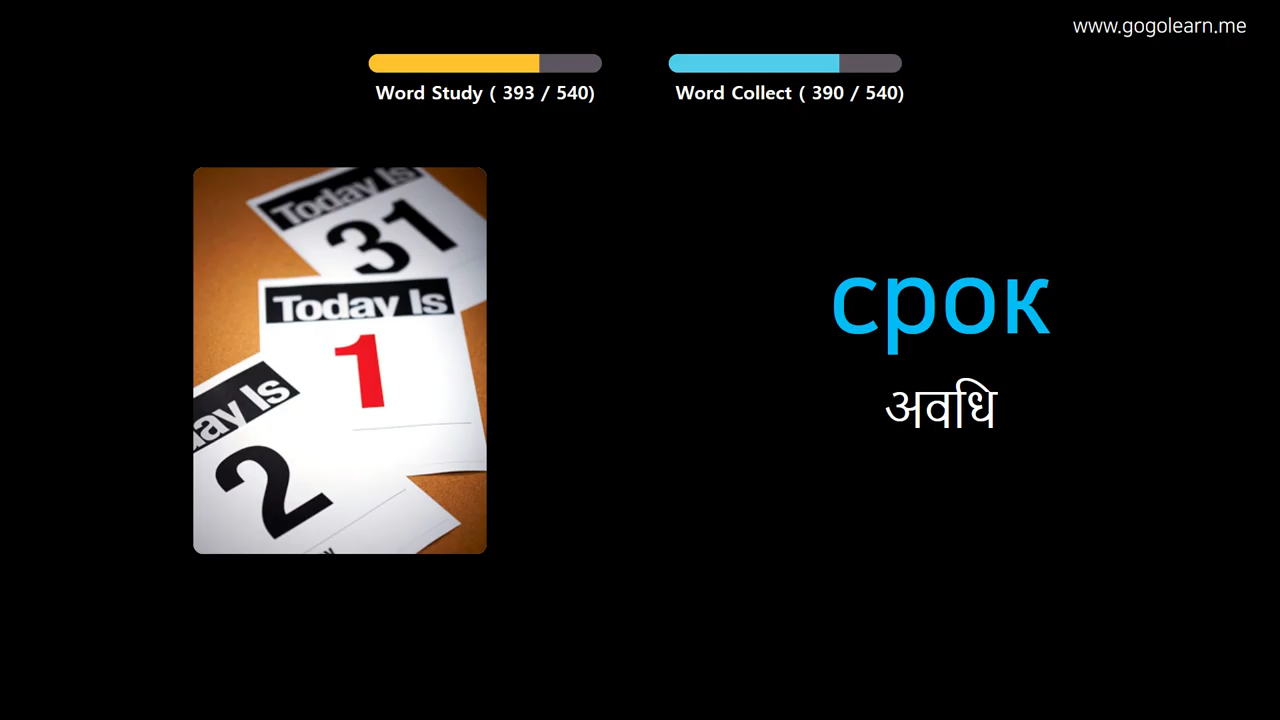 www.gogolearn.me
Word Study ( 393 / 540)
Word Collect ( 390 / 540)
Today Is
31
Today Is
1
ay Is
2
срок
अवधि